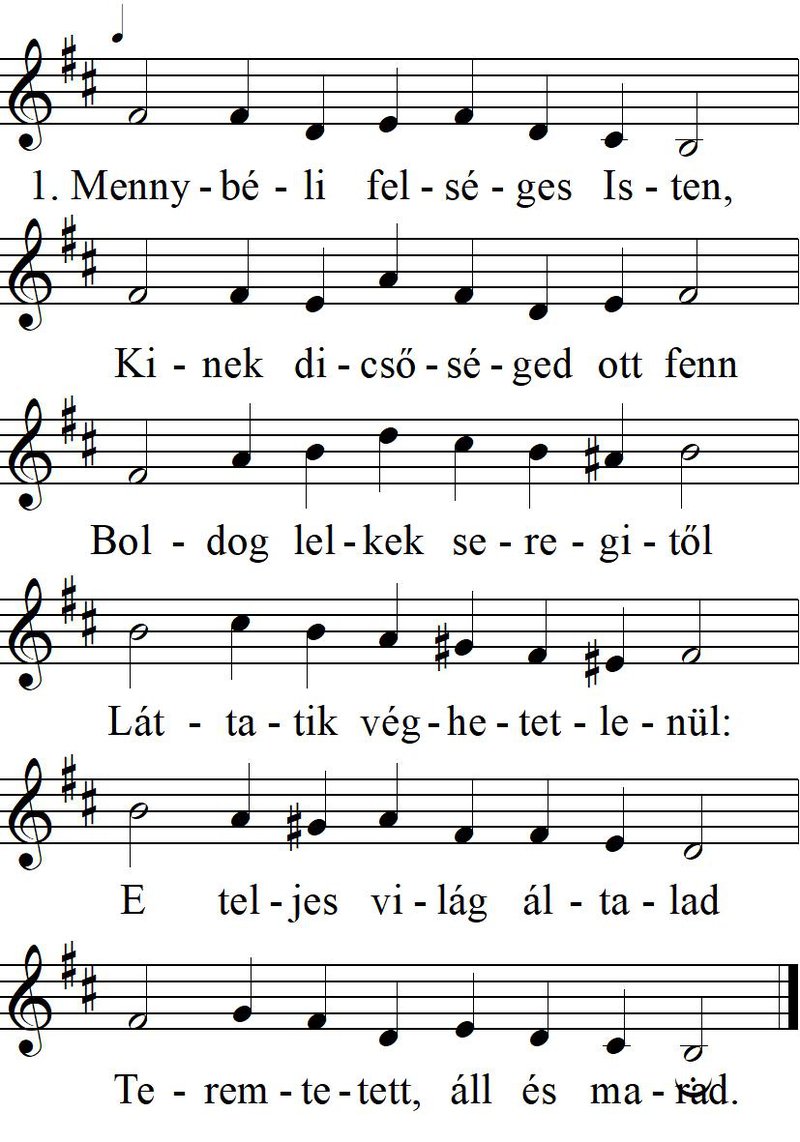 1. Menny - bé - li fel - sé - ges Is - ten,
Ki - nek di - cső - sé - ged ott fenn
Bol - dog lel - kek se - re - gi - től
Lát - ta - tik vég - he - tet - le - nül:
E tel - jes vi - lág ál - ta - lad
Te - rem - te - tett, áll és ma - rad.